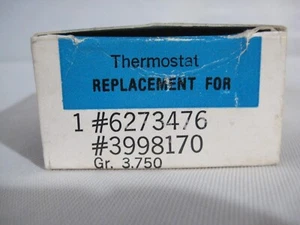 Thermostat
REPLACEMENT FOR
1 #6273476
#3998170
Gr. 3.750